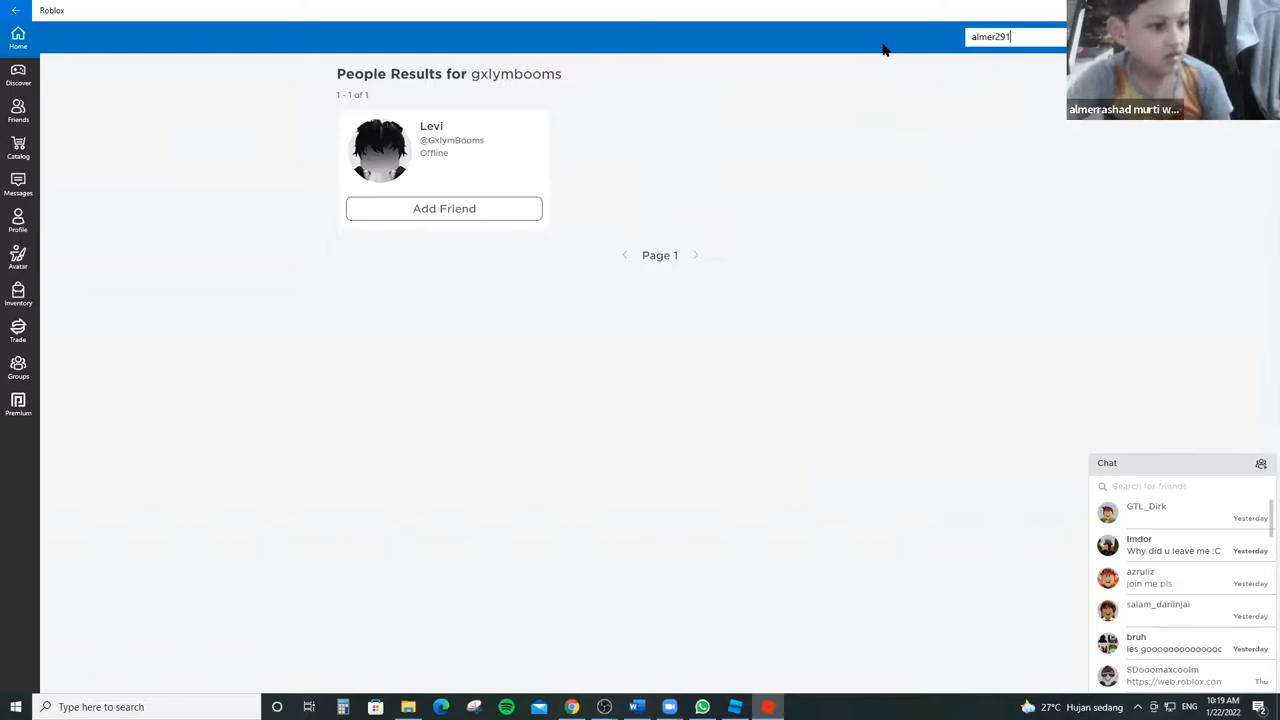 Roblox
almer291
Home
almerrashad murti w...
Discover
Friends
Catalog
Messages
Profile
Avatar
Inventory
Trade
Groups
Premium
People Results for gxlymbooms
1 - 1 of 1
Levi
@GxlymBooms
Offline
Add Friend
Page 1
Chat
Search for friends
GTL_Dirk
Yesterday
Imdor
Why did u leave me :C Yesterday
azruliz
join me pls Yesterday
salam_dariinjai
Yesterday
bruh
les gooooooooooooooc Yesterday
SDooomaxcoolm
https://web.roblox.con Thu
Type here to search
27°C Hujan sedang
ENG
10:19 AM
1/22/2022